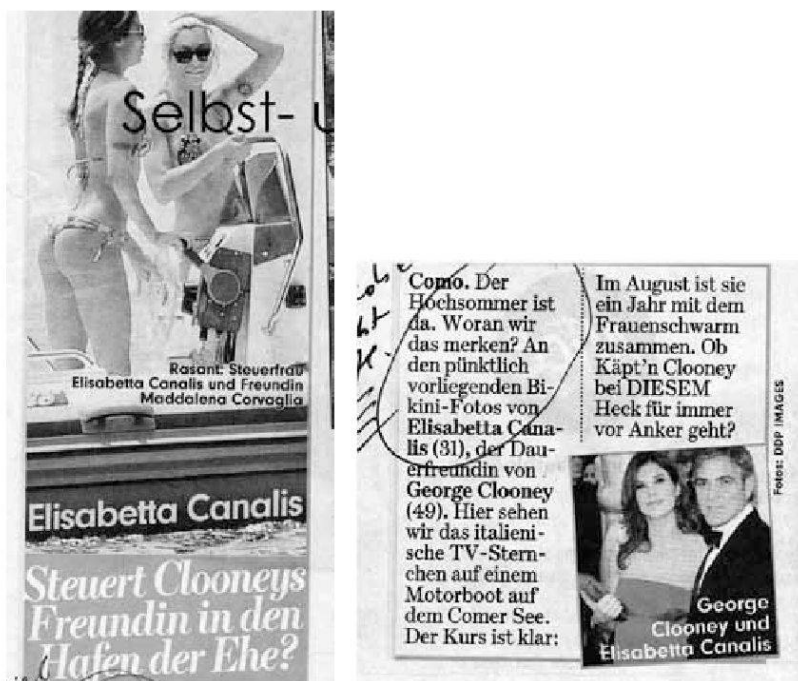 Selbst- u
Rasant: Steuerfrau
Elisabetta Canalis und Freundin
Maddalena Corvaglia
Elisabetta Canalis
Steuert Clooneys
Freundin in den
Hafen der Ehe?
Como. Der
Hochsommer ist
da. Woran wir
das merken? An
den pünktlich
vorliegenden Bi-
kini-Fotos von
Elisabetta Cana-
lis (31), der Dau-
erfreundin von
George Clooney
(49). Hier sehen
wir das italieni-
sche TV-Stern-
chen auf einem
Motorboot auf
dem Comer See.
Der Kurs ist klar:
Im August ist sie
ein Jahr mit dem
Frauenschwarm
zusammen. Ob
Käpt'n Clooney
bei DIESEM
Heck für immer
vor Anker geht?
Fotos: DDP IMAGES
George
Clooney und
Elisabetta Canalis